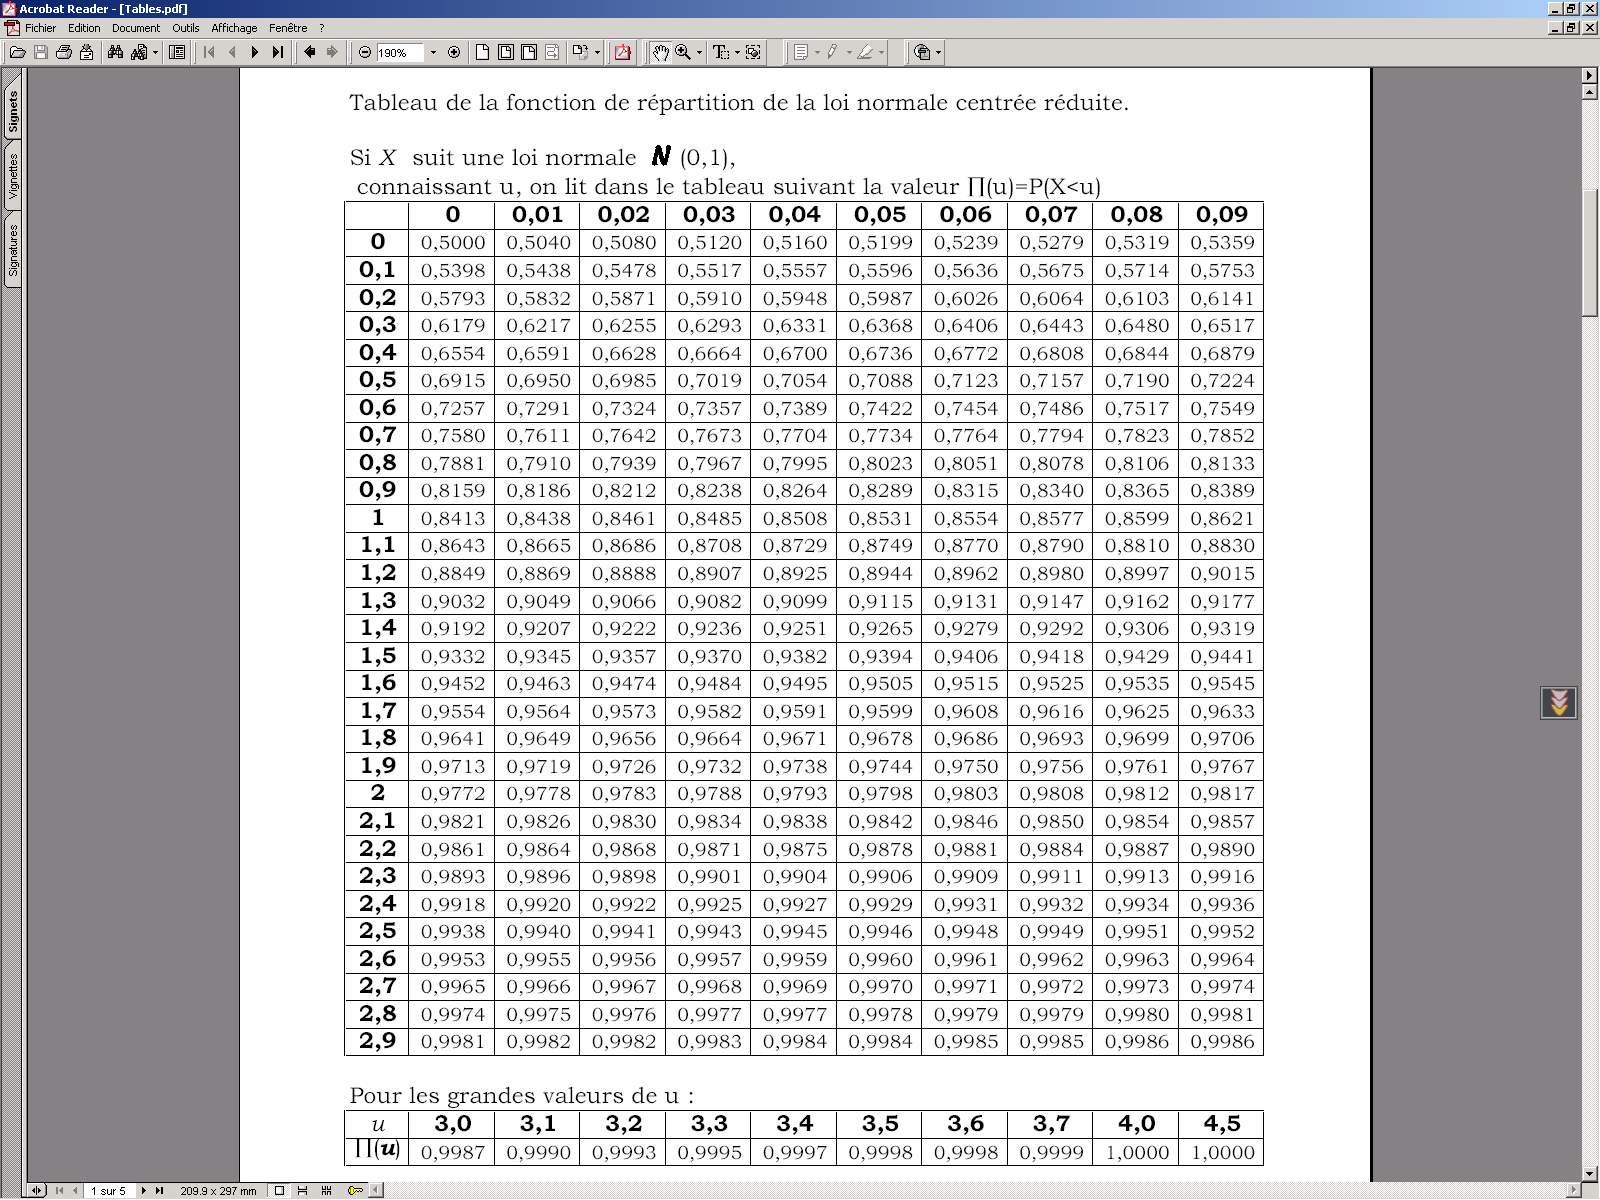 Acrobat Reader - [Tables.pdf]
Fichier Edition Document Outils Affichage Fenêtre ?
190%
Signets
Vignettes
Signatures
Tableau de la fonction de répartition de la loi normale centrée réduite.
Si X suit une loi normale N (0,1),
connaissant u, on lit dans le tableau suivant la valeur ∏(u)=P(X<u)
0 0,01 0,02 0,03 0,04 0,05 0,06 0,07 0,08 0,09
0 0,5000 0,5040 0,5080 0,5120 0,5160 0,5199 0,5239 0,5279 0,5319 0,5359
0,1 0,5398 0,5438 0,5478 0,5517 0,5557 0,5596 0,5636 0,5675 0,5714 0,5753
0,2 0,5793 0,5832 0,5871 0,5910 0,5948 0,5987 0,6026 0,6064 0,6103 0,6141
0,3 0,6179 0,6217 0,6255 0,6293 0,6331 0,6368 0,6406 0,6443 0,6480 0,6517
0,4 0,6554 0,6591 0,6628 0,6664 0,6700 0,6736 0,6772 0,6808 0,6844 0,6879
0,5 0,6915 0,6950 0,6985 0,7019 0,7054 0,7088 0,7123 0,7157 0,7190 0,7224
0,6 0,7257 0,7291 0,7324 0,7357 0,7389 0,7422 0,7454 0,7486 0,7517 0,7549
0,7 0,7580 0,7611 0,7642 0,7673 0,7704 0,7734 0,7764 0,7794 0,7823 0,7852
0,8 0,7881 0,7910 0,7939 0,7967 0,7995 0,8023 0,8051 0,8078 0,8106 0,8133
0,9 0,8159 0,8186 0,8212 0,8238 0,8264 0,8289 0,8315 0,8340 0,8365 0,8389
1 0,8413 0,8438 0,8461 0,8485 0,8508 0,8531 0,8554 0,8577 0,8599 0,8621
1,1 0,8643 0,8665 0,8686 0,8708 0,8729 0,8749 0,8770 0,8790 0,8810 0,8830
1,2 0,8849 0,8869 0,8888 0,8907 0,8925 0,8944 0,8962 0,8980 0,8997 0,9015
1,3 0,9032 0,9049 0,9066 0,9082 0,9099 0,9115 0,9131 0,9147 0,9162 0,9177
1,4 0,9192 0,9207 0,9222 0,9236 0,9251 0,9265 0,9279 0,9292 0,9306 0,9319
1,5 0,9332 0,9345 0,9357 0,9370 0,9382 0,9394 0,9406 0,9418 0,9429 0,9441
1,6 0,9452 0,9463 0,9474 0,9484 0,9495 0,9505 0,9515 0,9525 0,9535 0,9545
1,7 0,9554 0,9564 0,9573 0,9582 0,9591 0,9599 0,9608 0,9616 0,9625 0,9633
1,8 0,9641 0,9649 0,9656 0,9664 0,9671 0,9678 0,9686 0,9693 0,9699 0,9706
1,9 0,9713 0,9719 0,9726 0,9732 0,9738 0,9744 0,9750 0,9756 0,9761 0,9767
2 0,9772 0,9778 0,9783 0,9788 0,9793 0,9798 0,9803 0,9808 0,9812 0,9817
2,1 0,9821 0,9826 0,9830 0,9834 0,9838 0,9842 0,9846 0,9850 0,9854 0,9857
2,2 0,9861 0,9864 0,9868 0,9871 0,9875 0,9878 0,9881 0,9884 0,9887 0,9890
2,3 0,9893 0,9896 0,9898 0,9901 0,9904 0,9906 0,9909 0,9911 0,9913 0,9916
2,4 0,9918 0,9920 0,9922 0,9925 0,9927 0,9929 0,9931 0,9932 0,9934 0,9936
2,5 0,9938 0,9940 0,9941 0,9943 0,9945 0,9946 0,9948 0,9949 0,9951 0,9952
2,6 0,9953 0,9955 0,9956 0,9957 0,9959 0,9960 0,9961 0,9962 0,9963 0,9964
2,7 0,9965 0,9966 0,9967 0,9968 0,9969 0,9970 0,9971 0,9972 0,9973 0,9974
2,8 0,9974 0,9975 0,9976 0,9977 0,9977 0,9978 0,9979 0,9979 0,9980 0,9981
2,9 0,9981 0,9982 0,9982 0,9983 0,9984 0,9984 0,9985 0,9985 0,9986 0,9986
Pour les grandes valeurs de u :
u 3,0 3,1 3,2 3,3 3,4 3,5 3,6 3,7 4,0 4,5
∏(u) 0,9987 0,9990 0,9993 0,9995 0,9997 0,9998 0,9998 0,9999 1,0000 1,0000
1 sur 5 209.9 x 297 mm